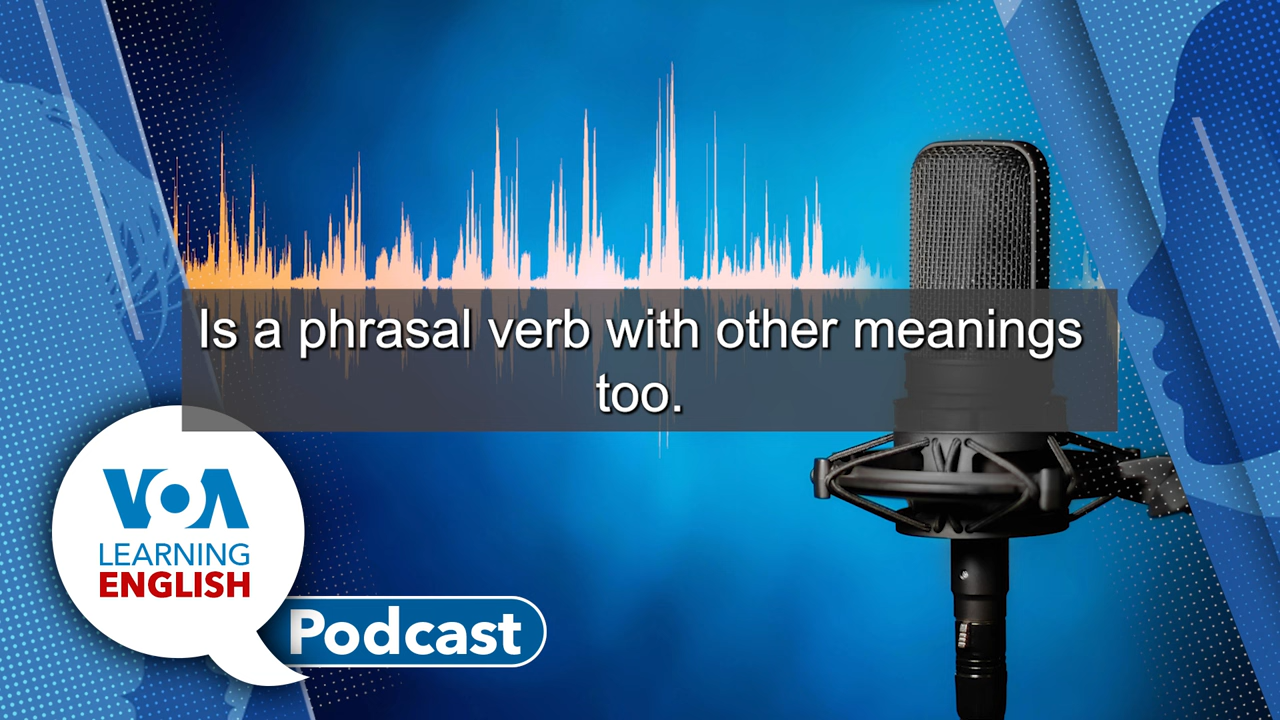 Is a phrasal verb with other meanings
too.
VOA
LEARNING
ENGLISH
Podcast